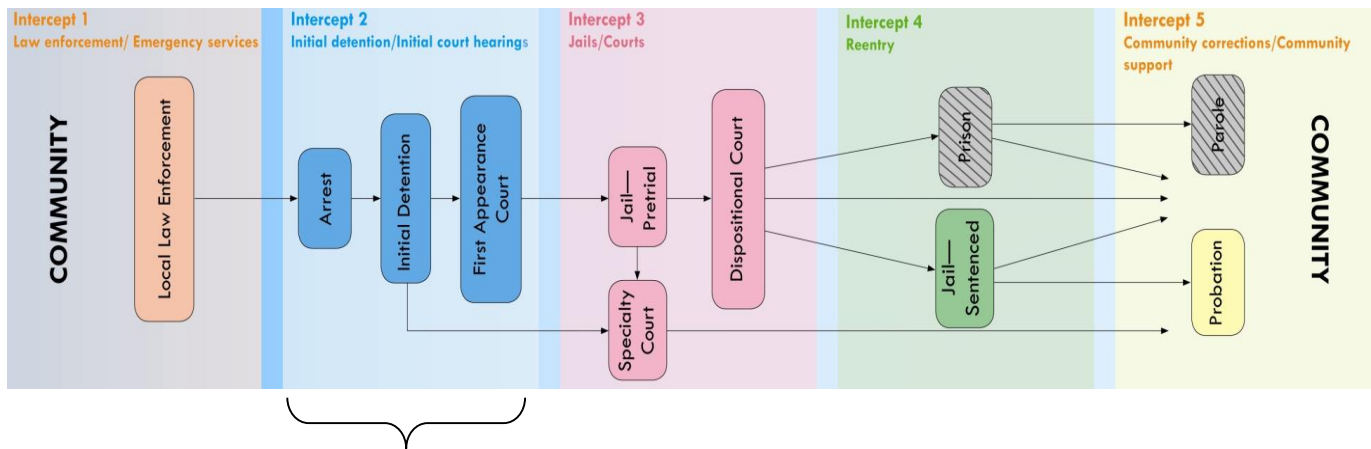 Intercept 1
Law enforcement/ Emergency services
Intercept 2
Initial detention/Initial court hearings
Intercept 3
Jails/Courts
Intercept 4
Reentry
Intercept 5
Community corrections/Community
support
COMMUNITY
Local Law Enforcement
Arrest
Initial Detention
First Appearance
Court
Jail—
Pretrial
Specialty
Court
Dispositional Court
Prison
Jail—
Sentenced
Parole
Probation
COMMUNITY